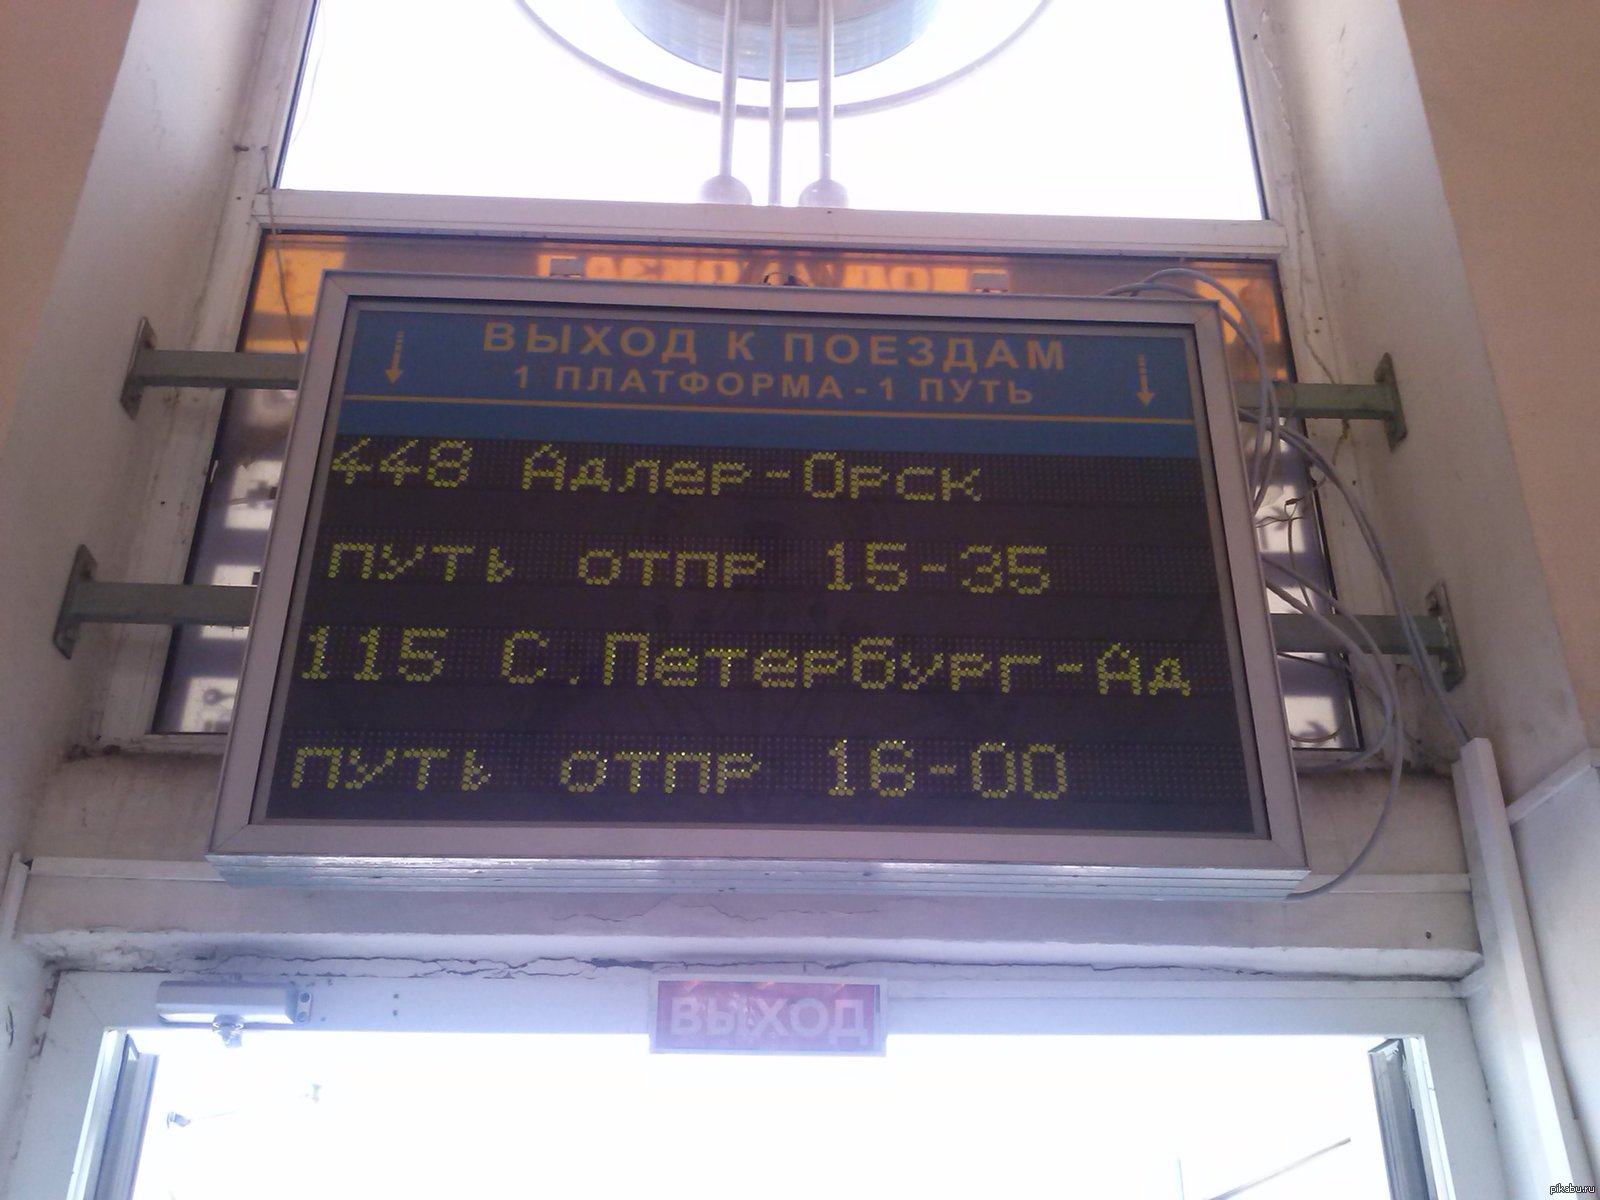 ВЫХОД К ПОЕЗДАМ
1 ПЛАТФОРМА - 1 ПУТЬ
448 Адлер-Орск
путь отпр 15-35
115 С.Петербург-Ад
путь отпр 16-00
ВЫХОД
pikabu.ru